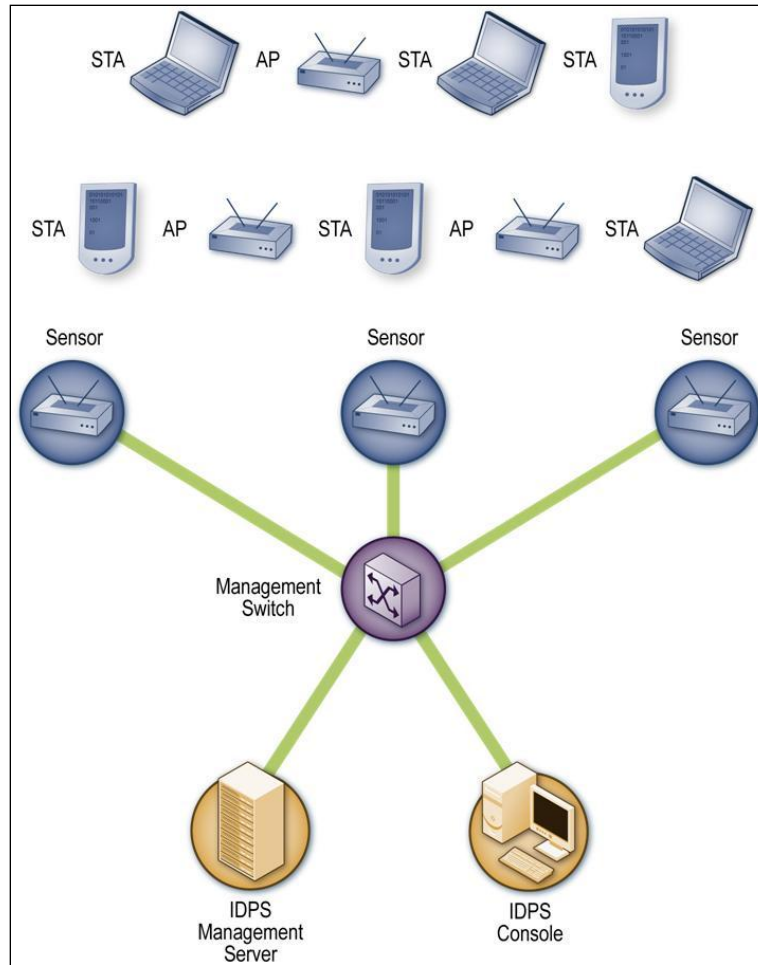 STA AP STA STA
STA AP STA AP STA
Sensor Sensor Sensor
Management
Switch
IDPS
Management
Server
IDPS
Console